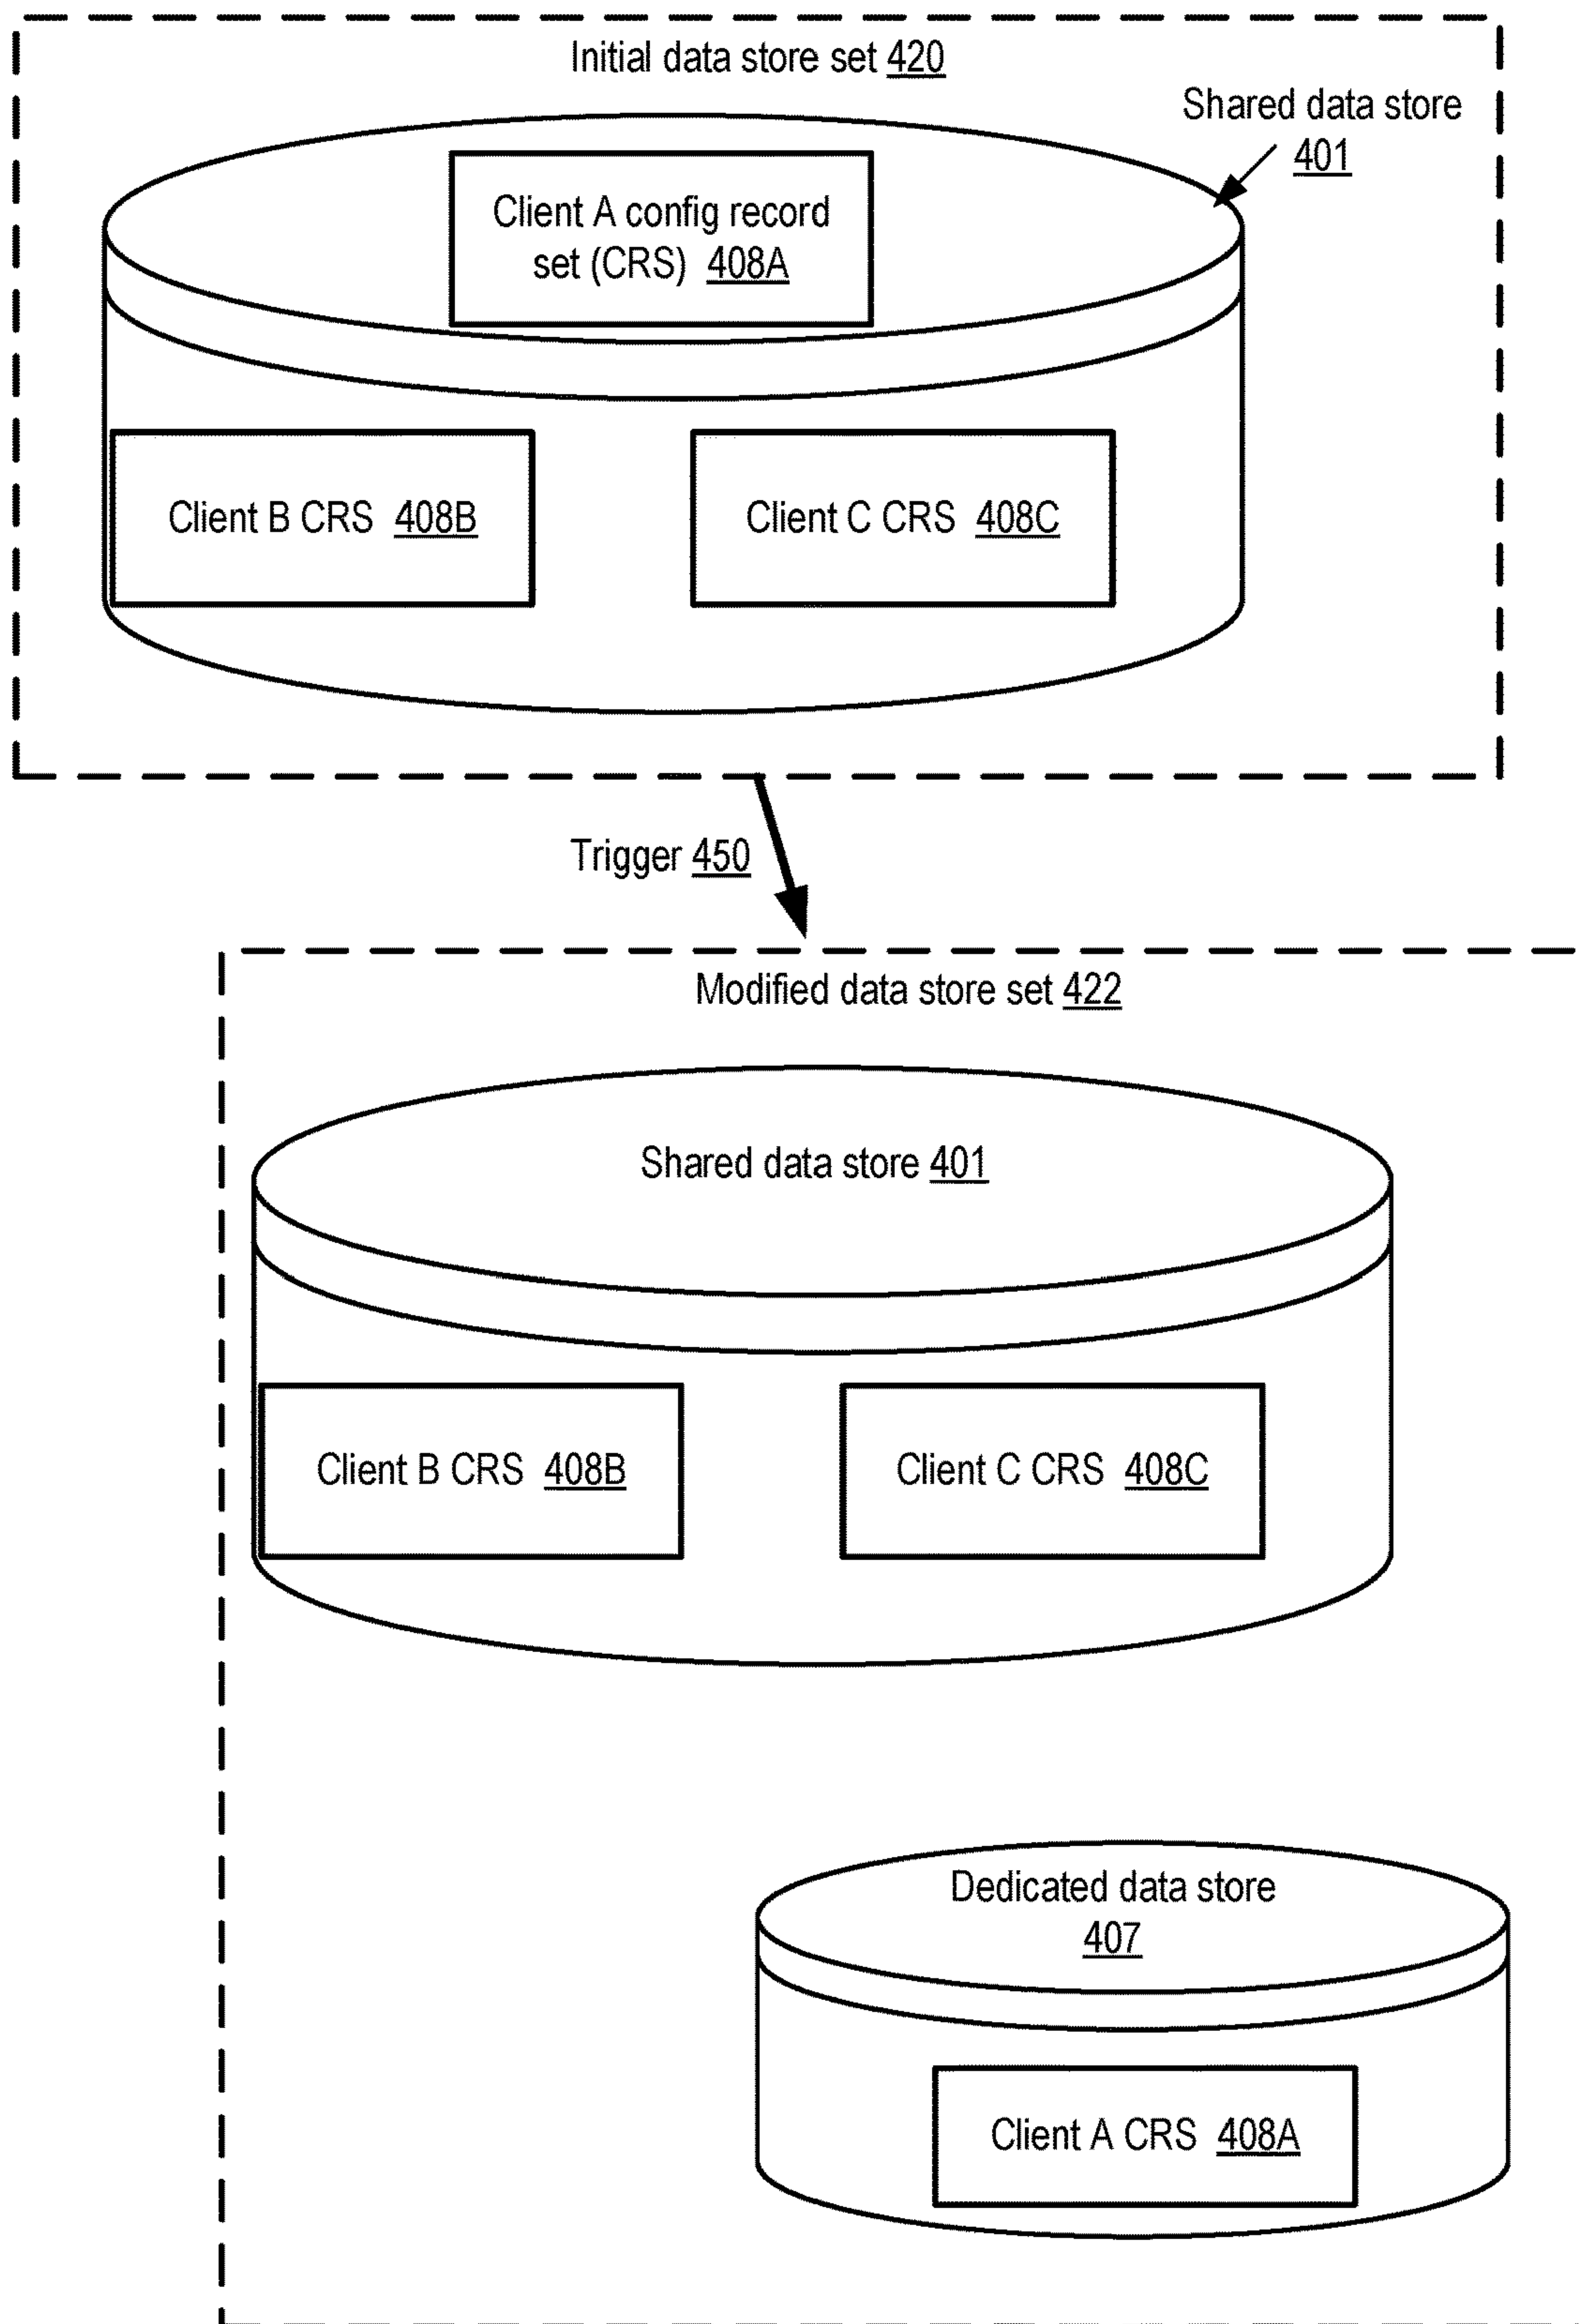 Initial data store set 420
Shared data store
401
Client A config record
set (CRS) 408A
Client B CRS 408B
Client C CRS 408C
Trigger 450
Modified data store set 422
Shared data store 401
Client B CRS 408B
Client C CRS 408C
Dedicated data store
407
Client A CRS 408A